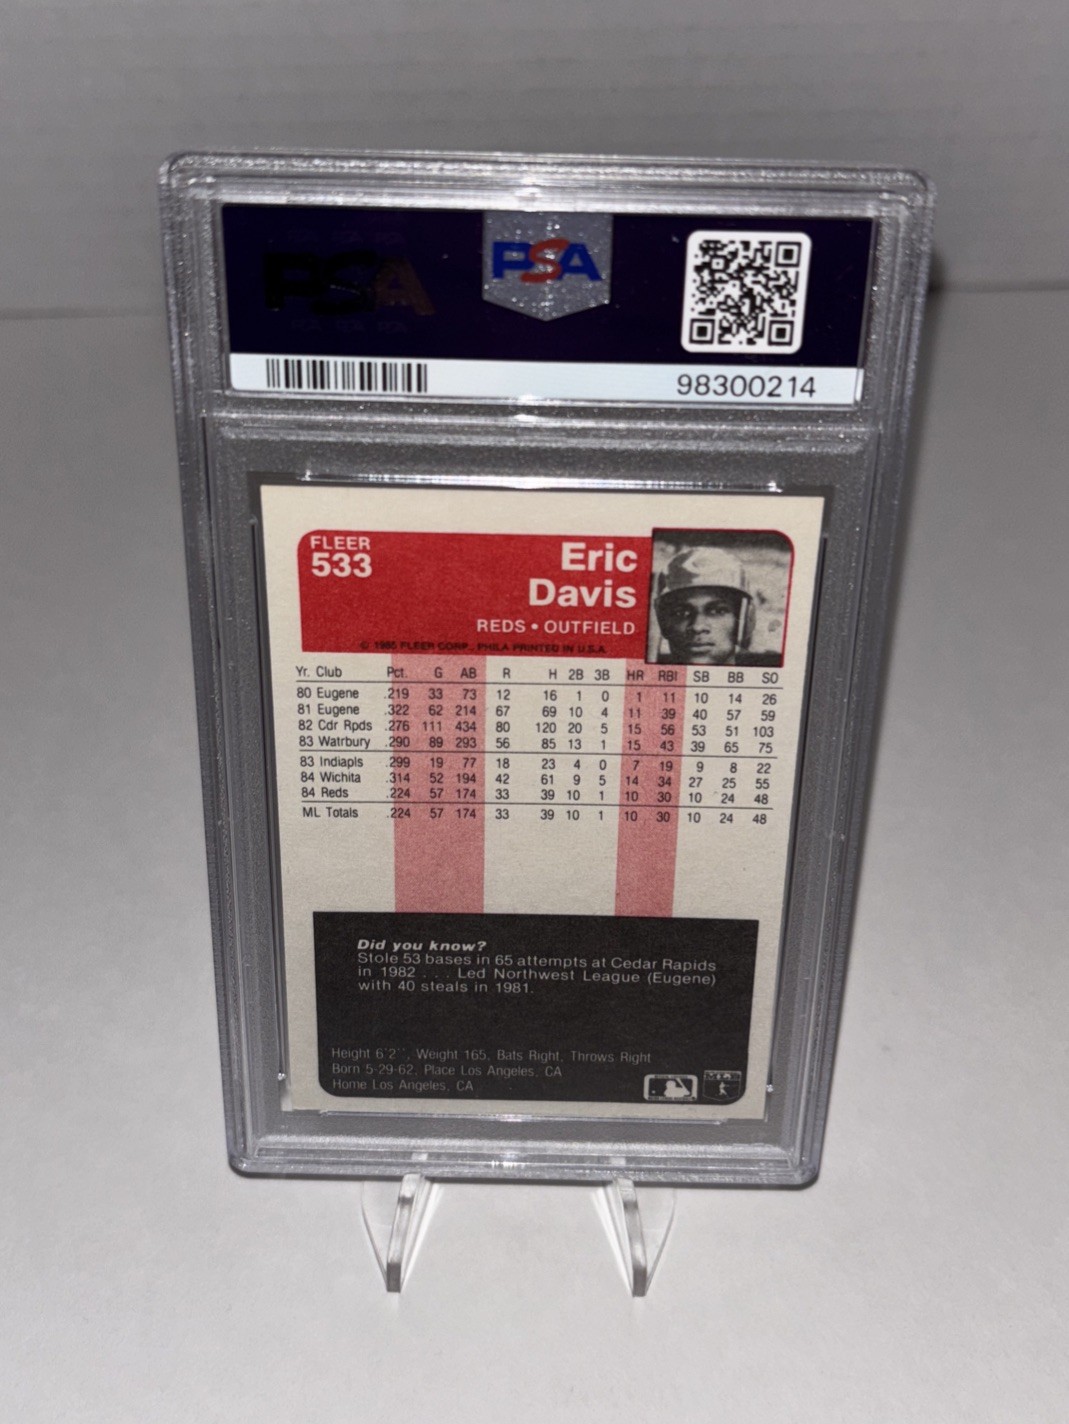 PSA
PSA
98300214
FLEER
533
Eric
Davis
REDS • OUTFIELD
© 1985 FLEER CORP., PHILA PRINTED IN U.S.A.
Yr. Club Pct. G AB R H 2B 3B HR RBI SB BB SO
80 Eugene .219 33 73 12 16 1 0 1 11 10 14 26
81 Eugene .322 62 214 67 69 10 4 11 39 40 57 59
82 Cdr Rpds .276 111 434 80 120 20 5 15 56 53 51 103
83 Watrbury .290 89 293 56 85 13 1 15 43 39 65 75
83 Indiapls .299 19 77 18 23 4 0 7 19 9 8 22
84 Wichita .314 52 194 42 61 9 5 14 34 27 25 55
84 Reds .224 57 174 33 39 10 1 10 30 10 24 48
ML Totals .224 57 174 33 39 10 1 10 30 10 24 48
Did you know?
Stole 53 bases in 65 attempts at Cedar Rapids
in 1982 . . . Led Northwest League (Eugene)
with 40 steals in 1981.
Height 6'2'', Weight 165, Bats Right, Throws Right
Born 5-29-62, Place Los Angeles, CA
Home Los Angeles, CA